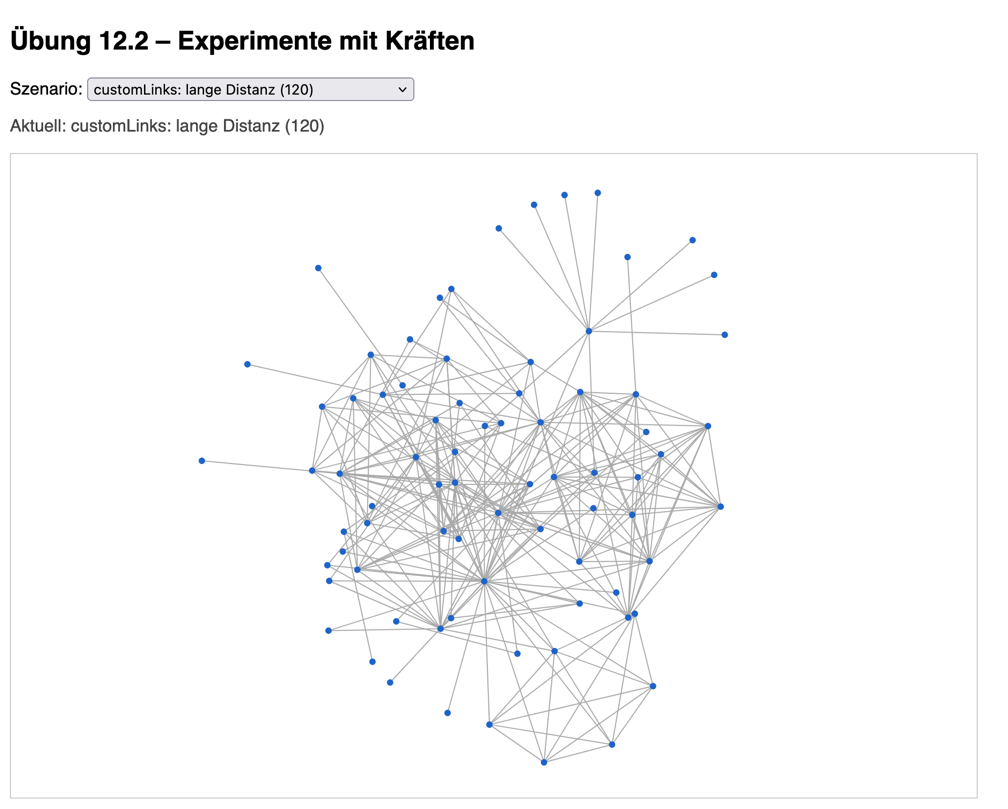 Übung 12.2 – Experimente mit Kräften
Szenario: customLinks: lange Distanz (120)
Aktuell: customLinks: lange Distanz (120)